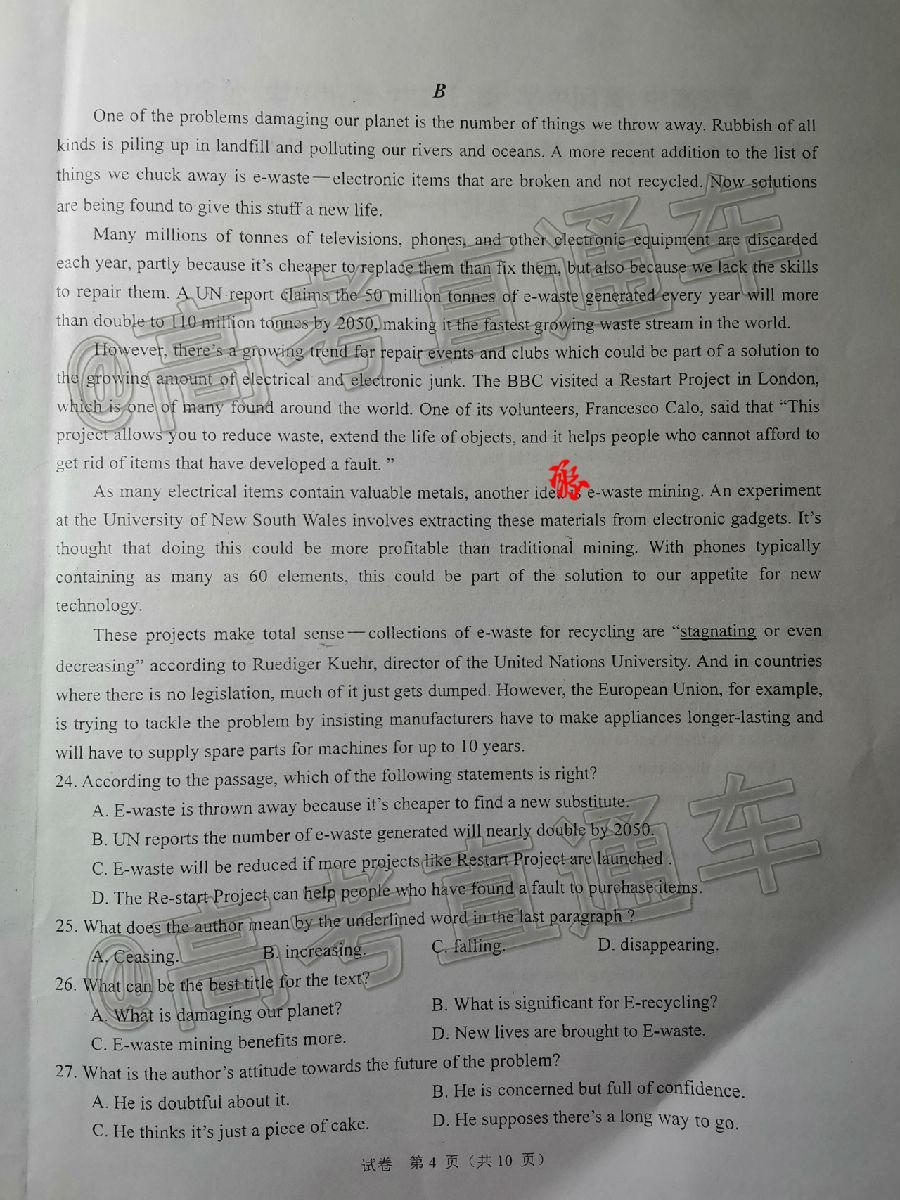 B
One of the problems damaging our planet is the number of things we throw away. Rubbish of all
kinds is piling up in landfill and polluting our rivers and oceans. A more recent addition to the list of
things we chuck away is e-waste—electronic items that are broken and not recycled. Now solutions
are being found to give this stuff a new life.
Many millions of tonnes of televisions, phones, and other electronic equipment are discarded
each year, partly because it's cheaper to replace them than fix them, but also because we lack the skills
to repair them. A UN report claims the 50 million tonnes of e-waste generated every year will more
than double to 110 million tonnes by 2050, making it the fastest growing waste stream in the world.
However, there's a growing trend for repair events and clubs which could be part of a solution to
the growing amount of electrical and electronic junk. The BBC visited a Restart Project in London,
which is one of many found around the world. One of its volunteers, Francesco Calo, said that “This
project allows you to reduce waste, extend the life of objects, and it helps people who cannot afford to
get rid of items that have developed a fault. ”
As many electrical items contain valuable metals, another e-waste mining. An experiment
at the University of New South Wales involves extracting these materials from electronic gadgets. It's
thought that doing this could be more profitable than traditional mining. With phones typically
containing as many as 60 elements, this could be part of the solution to our appetite for new
technology.
These projects make total sense—collections of e-waste for recycling are “stagnating or even
decreasing” according to Ruediger Kuehr, director of the United Nations University. And in countries
where there is no legislation, much of it just gets dumped. However, the European Union, for example,
is trying to tackle the problem by insisting manufacturers have to make appliances longer-lasting and
will have to supply spare parts for machines for up to 10 years.
24. According to the passage, which of the following statements is right?
A. E-waste is thrown away because it's cheaper to find a new substitute.
B. UN reports the number of e-waste generated will nearly double by 2050.
C. E-waste will be reduced if more projects like Restart Project are launched .
D. The Re-start Project can help people who have found a fault to purchase items.
25. What does the author mean by the underlined word in the last paragraph ?
A. Ceasing. B. increasing. C. falling. D. disappearing.
26. What can be the best title for the text?
A. What is damaging our planet? B. What is significant for E-recycling?
C. E-waste mining benefits more. D. New lives are brought to E-waste.
27. What is the author's attitude towards the future of the problem?
A. He is doubtful about it. B. He is concerned but full of confidence.
C. He thinks it's just a piece of cake. D. He supposes there's a long way to go.
试卷 第 4 页（共 10 页）
@高考直通车
@高考直通车